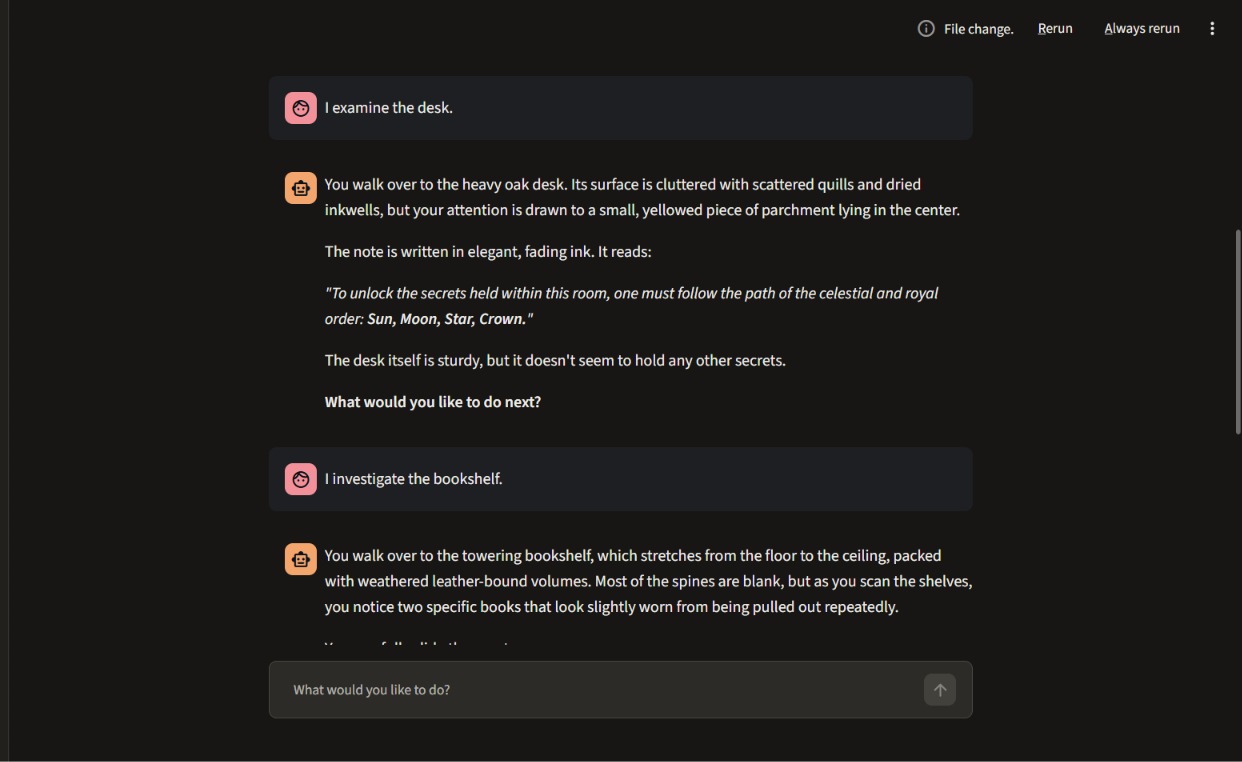 File change. Rerun Always rerun
I examine the desk.
You walk over to the heavy oak desk. Its surface is cluttered with scattered quills and dried
inkwells, but your attention is drawn to a small, yellowed piece of parchment lying in the center.
The note is written in elegant, fading ink. It reads:
"To unlock the secrets held within this room, one must follow the path of the celestial and royal
order: Sun, Moon, Star, Crown."
The desk itself is sturdy, but it doesn't seem to hold any other secrets.
What would you like to do next?
I investigate the bookshelf.
You walk over to the towering bookshelf, which stretches from the floor to the ceiling, packed
with weathered leather-bound volumes. Most of the spines are blank, but as you scan the shelves,
you notice two specific books that look slightly worn from being pulled out repeatedly.
What would you like to do?